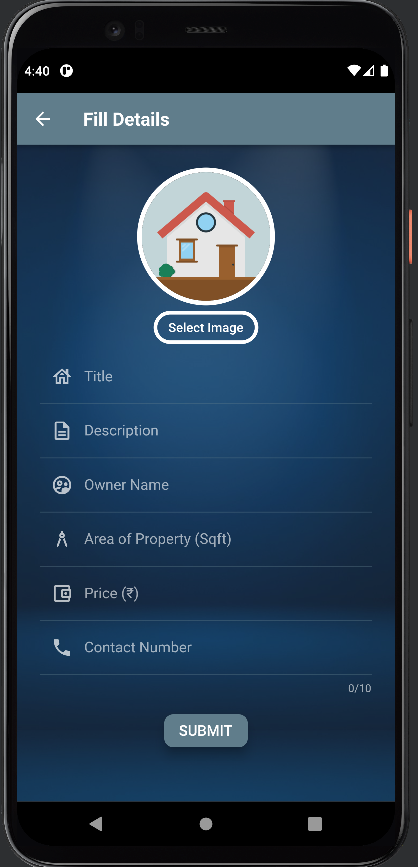 4:40
Fill Details
Select Image
Title
Description
Owner Name
Area of Property (Sqft)
Price (₹)
Contact Number
0/10
SUBMIT